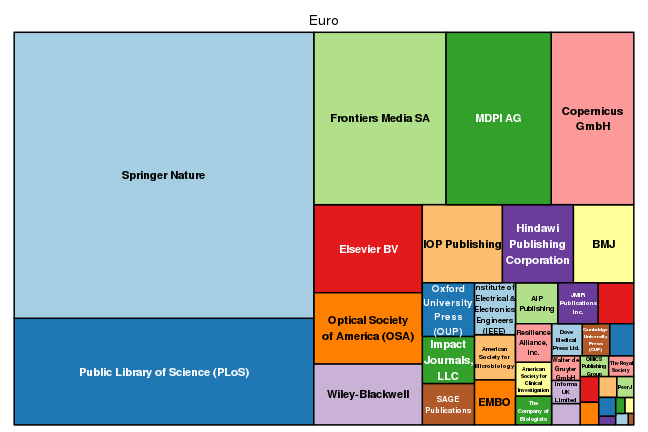 Euro
Springer Nature
Public Library of Science (PLoS)
Frontiers Media SA
MDPI AG
Copernicus
GmbH
Elsevier BV
Optical Society
of America (OSA)
Wiley-Blackwell
IOP Publishing
Hindawi
Publishing
Corporation
BMJ
Oxford
University
Press
(OUP)
Impact
Journals,
LLC
SAGE
Publications
Institute of
Electrical &
Electronics
Engineers
(IEEE)
American
Society for
Microbiology
EMBO
AIP
Publishing
JMIR
Publications
Inc.
Resilience
Alliance,
Inc.
Dove
Medical
Press Ltd.
Cambridge
University
Press
(CUP)
American
Society for
Clinical
Investigation
The
Company of
Biologists
Walter de
Gruyter
GmbH
Informa
UK
Limited
OMICS
Publishing
Group
The Royal
Society
PeerJ